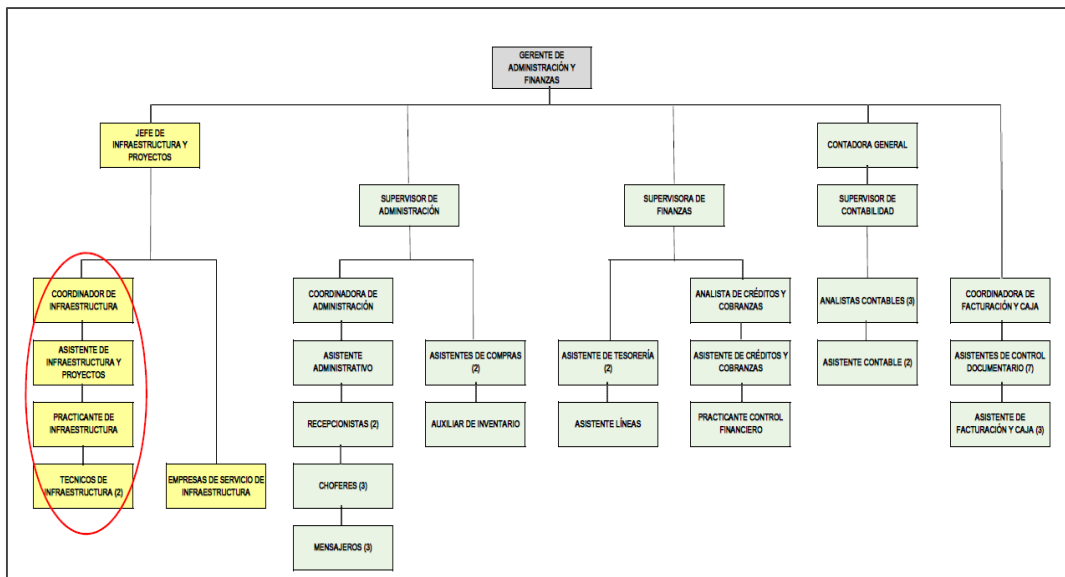 GERENTE DE
ADMINISTRACIÓN Y
FINANZAS
JEFE DE
INFRAESTRUCTURA Y
PROYECTOS
CONTADORA GENERAL
SUPERVISOR DE
ADMINISTRACIÓN
SUPERVISORA DE
FINANZAS
SUPERVISOR DE
CONTABILIDAD
COORDINADOR DE
INFRAESTRUCTURA
COORDINADORA DE
ADMINISTRACIÓN
ANALISTA DE CRÉDITOS Y
COBRANZAS
ANALISTAS CONTABLES (3)
COORDINADORA DE
FACTURACIÓN Y CAJA
ASISTENTE DE
INFRAESTRUCTURA Y
PROYECTOS
ASISTENTE
ADMINISTRATIVO
ASISTENTES DE COMPRAS
(2)
ASISTENTE DE TESORERÍA
(2)
ASISTENTE DE CRÉDITOS Y
COBRANZAS
ASISTENTE CONTABLE (2)
ASISTENTES DE CONTROL
DOCUMENTARIO (7)
PRACTICANTE DE
INFRAESTRUCTURA
RECEPCIONISTAS (2)
AUXILIAR DE INVENTARIO
ASISTENTE LÍNEAS
PRACTICANTE CONTROL
FINANCIERO
ASISTENTE DE
FACTURACIÓN Y CAJA (3)
TECNICOS DE
INFRAESTRUCTURA (2)
EMPRESAS DE SERVICIO DE
INFRAESTRUCTURA
CHOFERES (3)
MENSAJEROS (3)